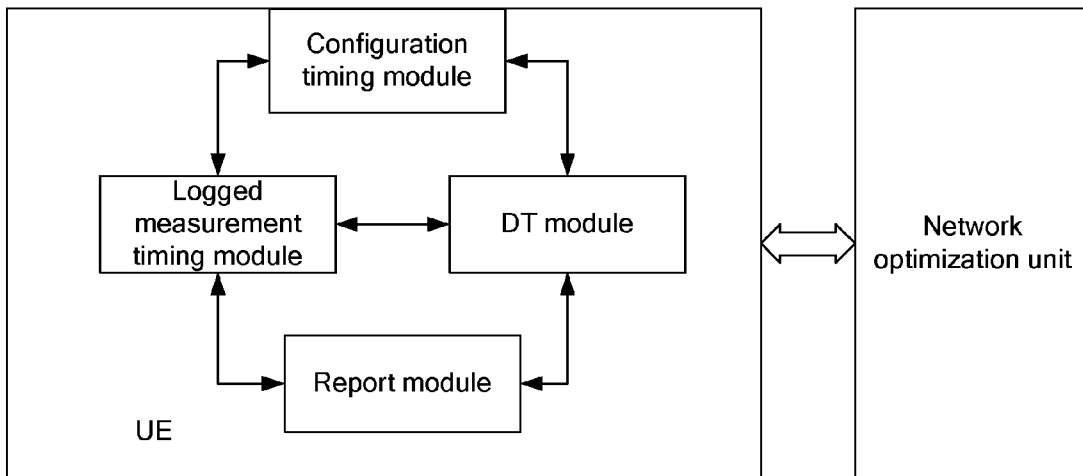 Configuration
timing module
Logged
measurement
timing module
DT module
Network
optimization unit
Report module
UE